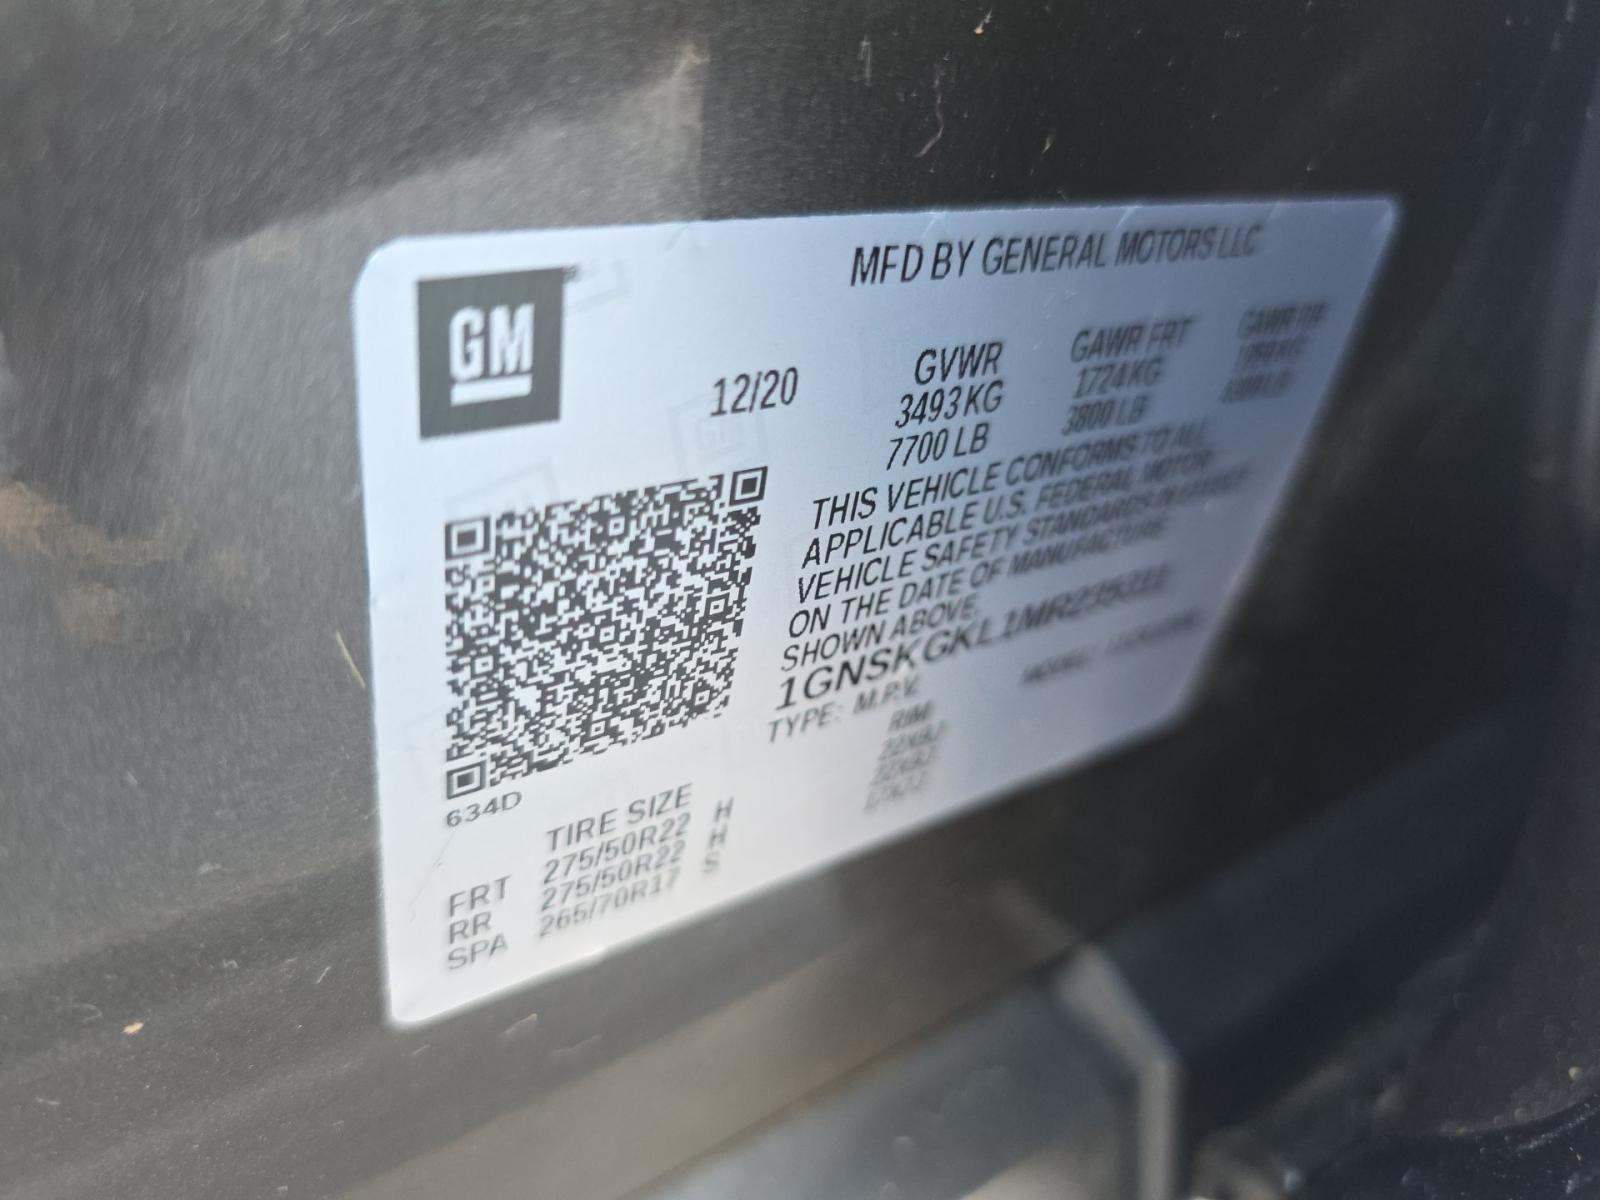 MFD BY GENERAL MOTORS LLC
GM
12/20
GVWR GAWR FRT GAWR RR
3493 KG 1724 KG
7700 LB 3800 LB
THIS VEHICLE CONFORMS TO ALL
APPLICABLE U.S. FEDERAL MOTOR
VEHICLE SAFETY STANDARDS IN EFFECT
ON THE DATE OF MANUFACTURE
SHOWN ABOVE.
TYPE: M.P.V.
634D
TIRE SIZE RIM
FRT 275/50R22 H
RR 275/50R22 H
SPA 265/70R17 S